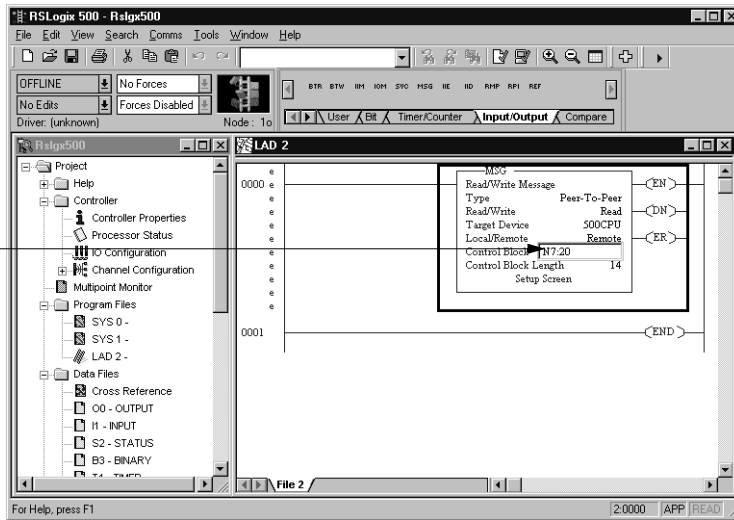 RSLogix 500 - Rslgx500
File Edit View Search Comms Tools Window Help
OFFLINE No Forces
No Edits Forces Disabled
Driver: (unknown) Node: 1o
BTR BTW IIM IOM SVC MSG IIE IID RMP RPI REF
User Bit Timer/Counter Input/Output Compare
Rslgx500
Project
Help
Controller
Controller Properties
Processor Status
IO Configuration
Channel Configuration
Multipoint Monitor
Program Files
SYS 0 -
SYS 1 -
LAD 2 -
Data Files
Cross Reference
O0 - OUTPUT
I1 - INPUT
S2 - STATUS
B3 - BINARY
T4 - TIMER
LAD 2
e
0000 e
e
e
e
e
e
e
e
e
MSG
Read/Write Message
Type Peer-To-Peer
Read/Write Read
Target Device 500CPU
Local/Remote Remote
Control Block N7:20
Control Block Length 14
Setup Screen
EN
DN
ER
0001
END
File 2
For Help, press F1
2:0000 APP READ